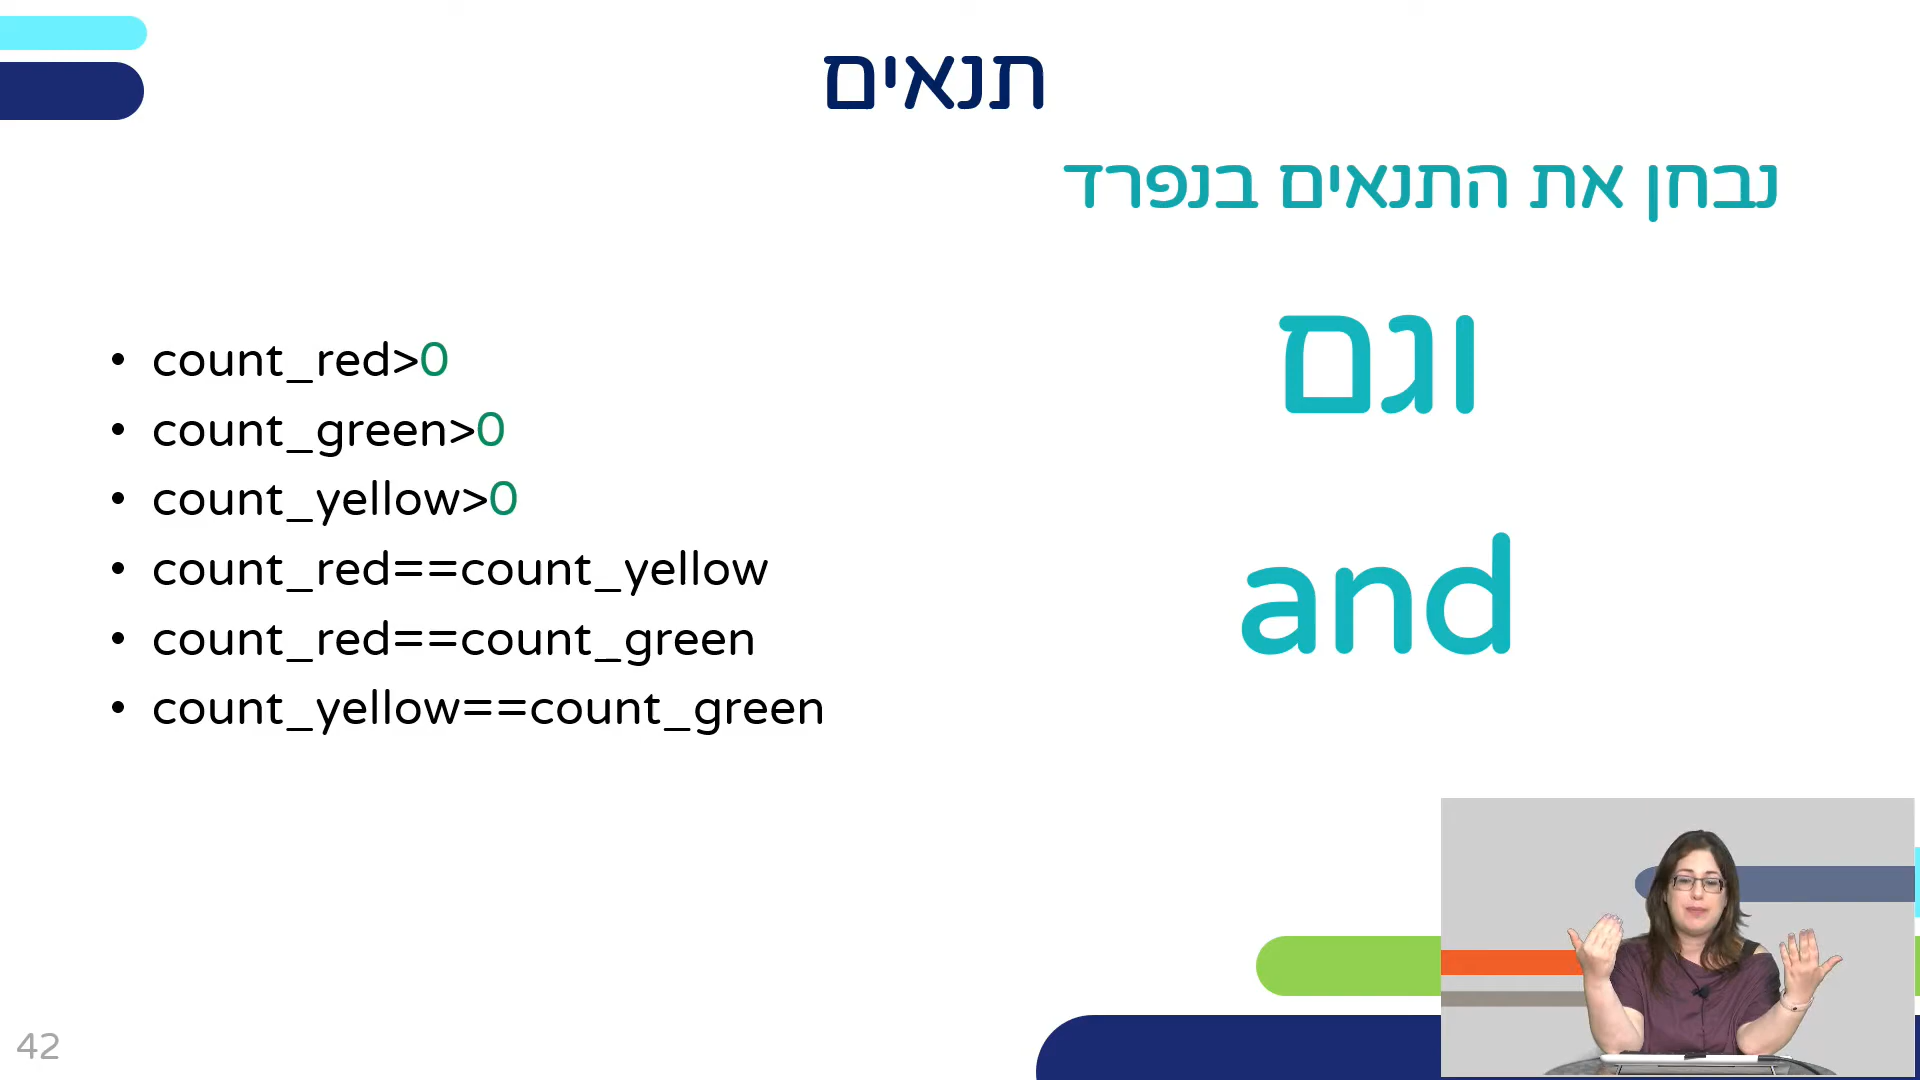 תנאים
נבחן את התנאים בנפרד
• count_red>0
• count_green>0
• count_yellow>0
• count_red==count_yellow
• count_red==count_green
• count_yellow==count_green
וגם
and
42